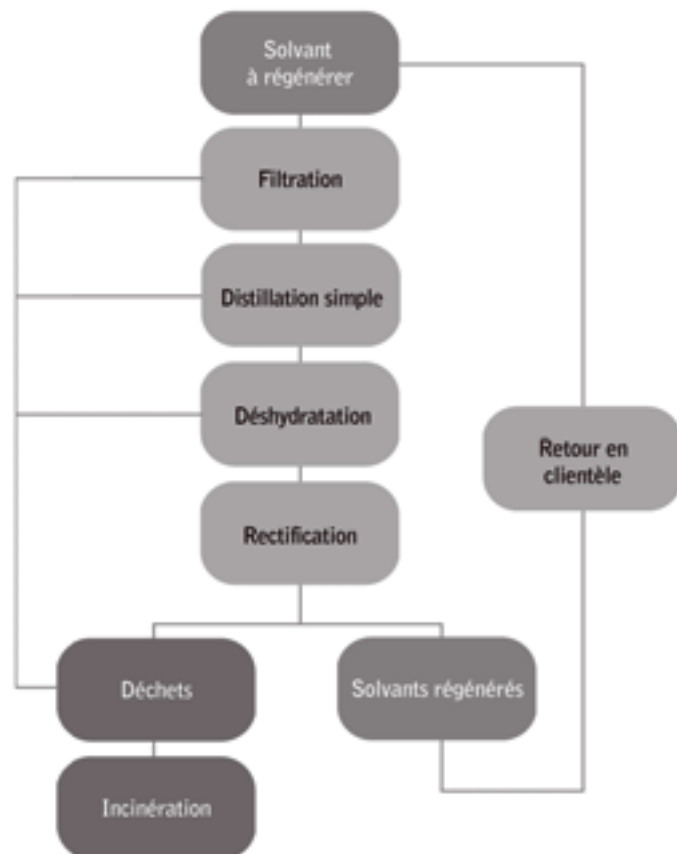 Solvant
à régénérer
Filtration
Distillation simple
Déshydratation
Retour en
clientèle
Rectification
Déchets
Solvants régénérés
Incinération